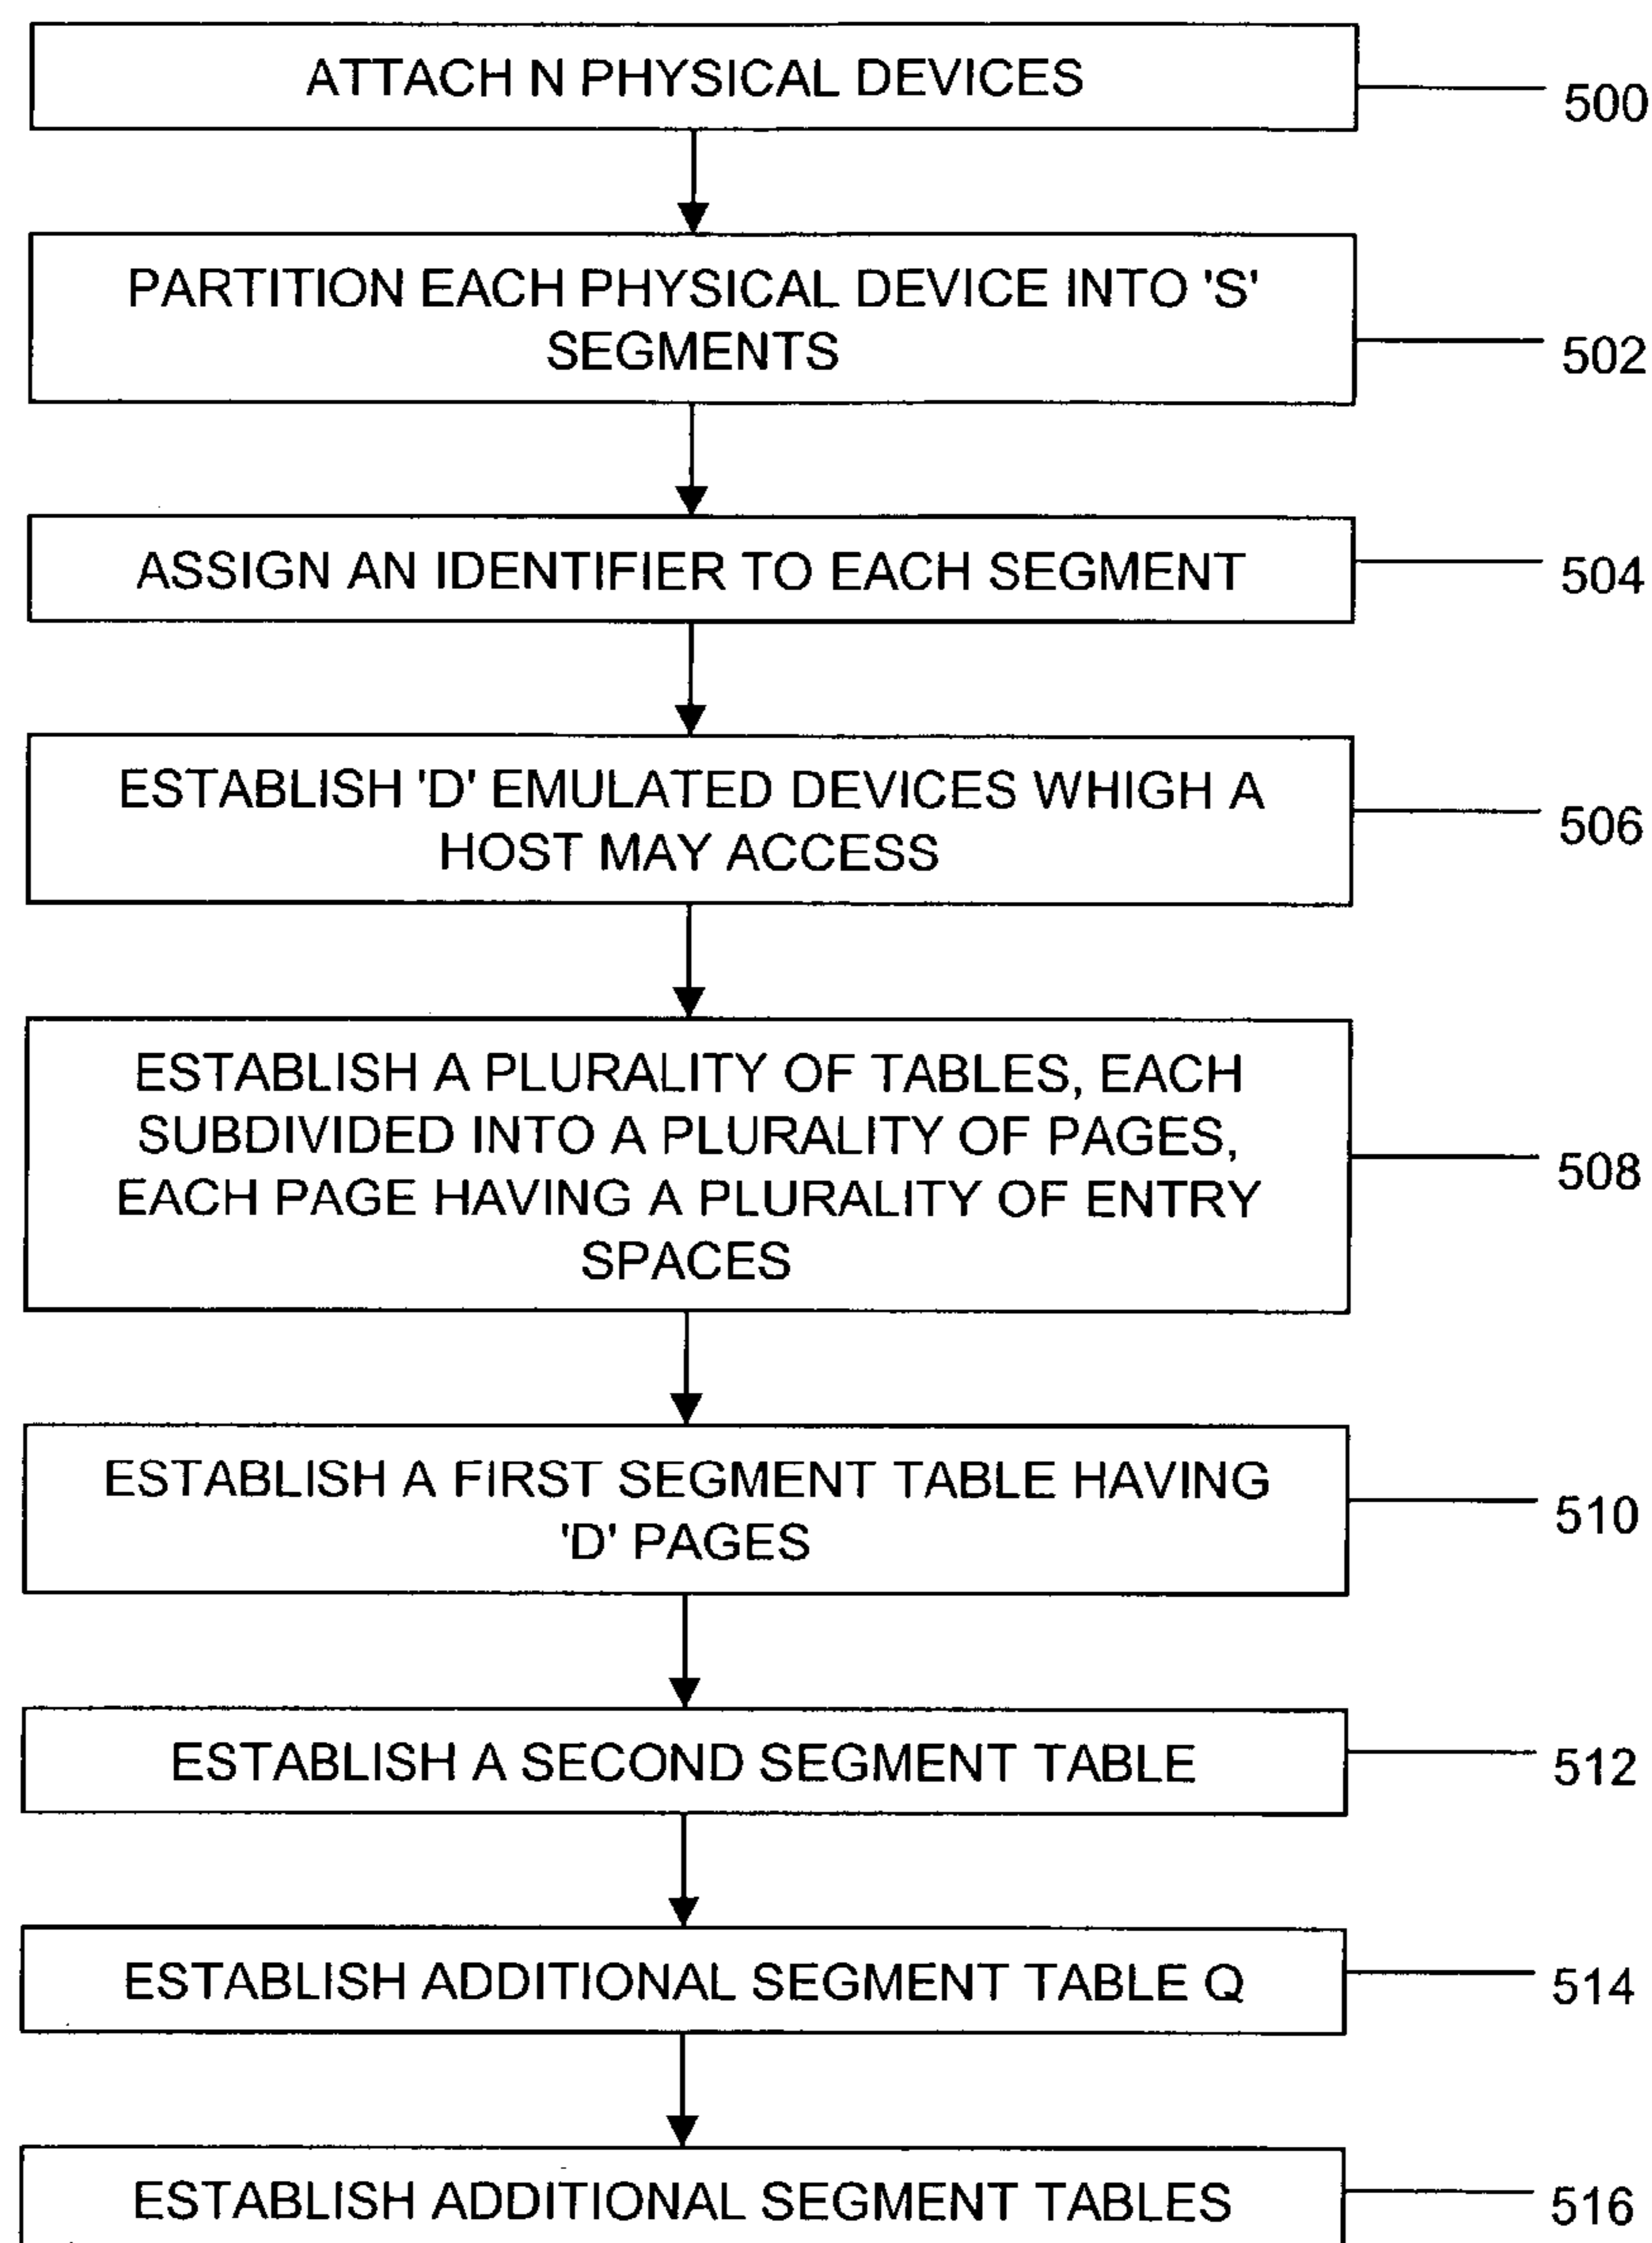 ATTACH N PHYSICAL DEVICES
500
PARTITION EACH PHYSICAL DEVICE INTO 'S'
SEGMENTS
502
ASSIGN AN IDENTIFIER TO EACH SEGMENT
504
ESTABLISH 'D' EMULATED DEVICES WHIGH A
HOST MAY ACCESS
506
ESTABLISH A PLURALITY OF TABLES, EACH
SUBDIVIDED INTO A PLURALITY OF PAGES,
EACH PAGE HAVING A PLURALITY OF ENTRY
SPACES
508
ESTABLISH A FIRST SEGMENT TABLE HAVING
'D' PAGES
510
ESTABLISH A SECOND SEGMENT TABLE
512
ESTABLISH ADDITIONAL SEGMENT TABLE Q
514
ESTABLISH ADDITIONAL SEGMENT TABLES
516